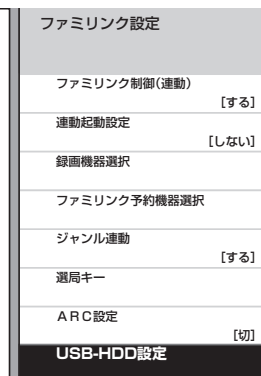 ファミリンク設定
ファミリンク制御(連動)
[する]
連動起動設定
[しない]
録画機器選択
ファミリンク予約機器選択
ジャンル連動
[する]
選局キー
ARC設定
[切]
USB-HDD設定